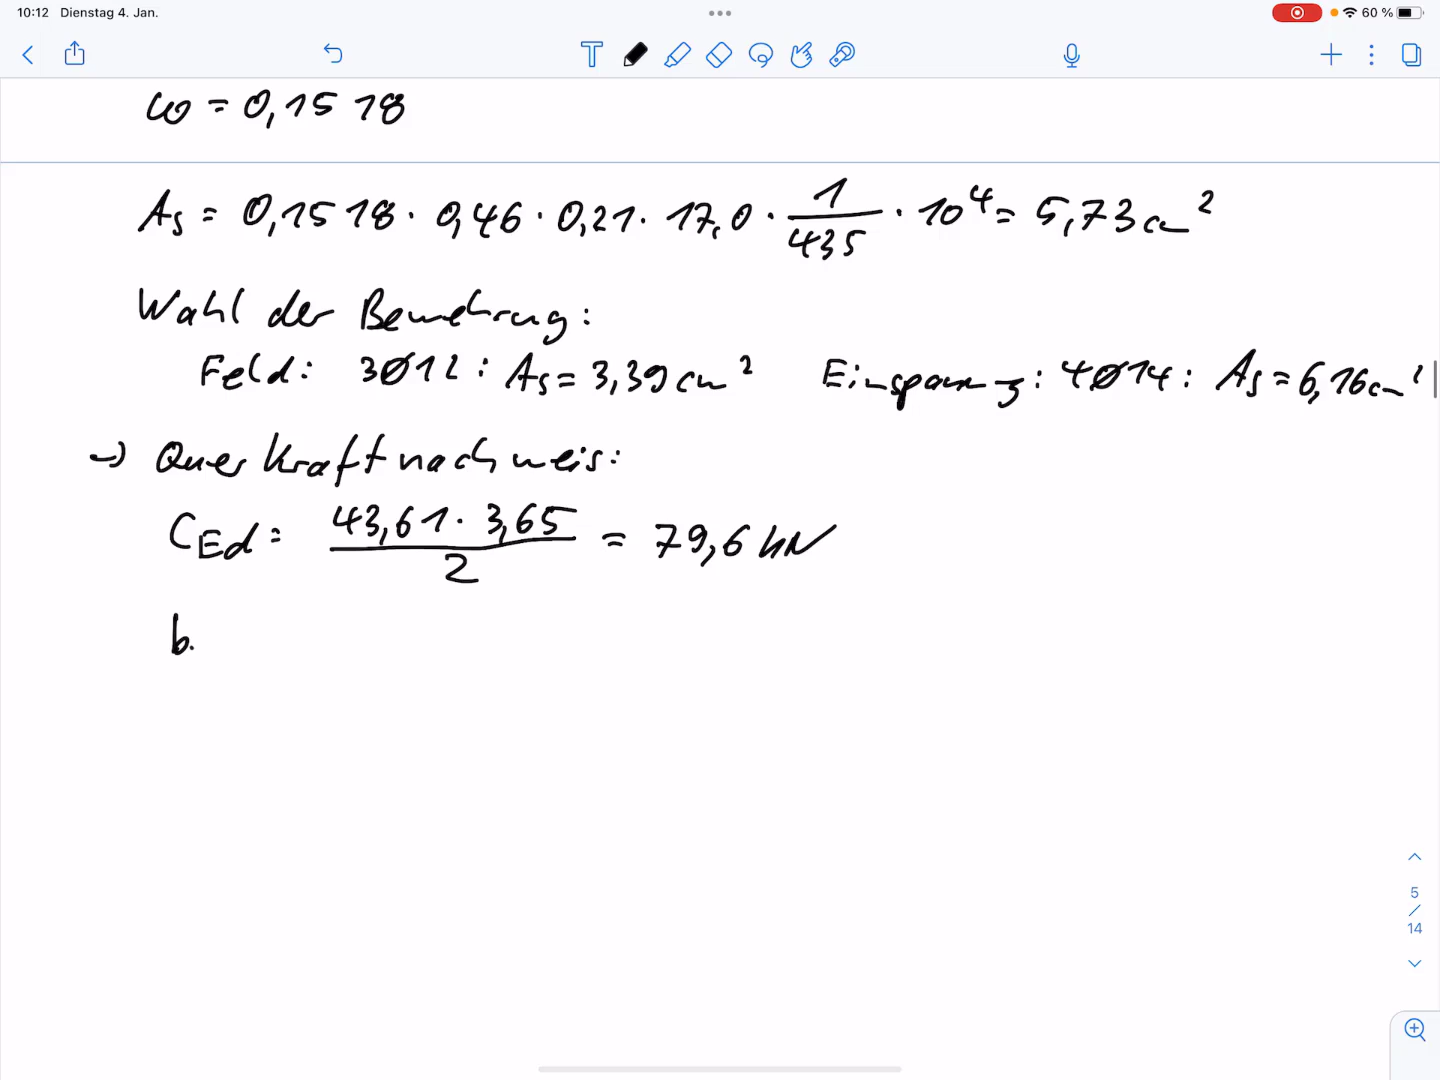 10:12 Dienstag 4. Jan.
60 %
ω = 0,1518
As = 0,1518 · 0,46 · 0,21 · 17,0 · 1/435 · 10⁴ = 5,73 cm²
Wahl der Bewehrung:
Feld: 3Ø12 : As = 3,39 cm² Einspannung: 4Ø14 : As = 6,16 cm²
→ Querkraftnachweis:
CEd = 43,61 · 3,65 / 2 = 79,6 kN
b.
5
/
14